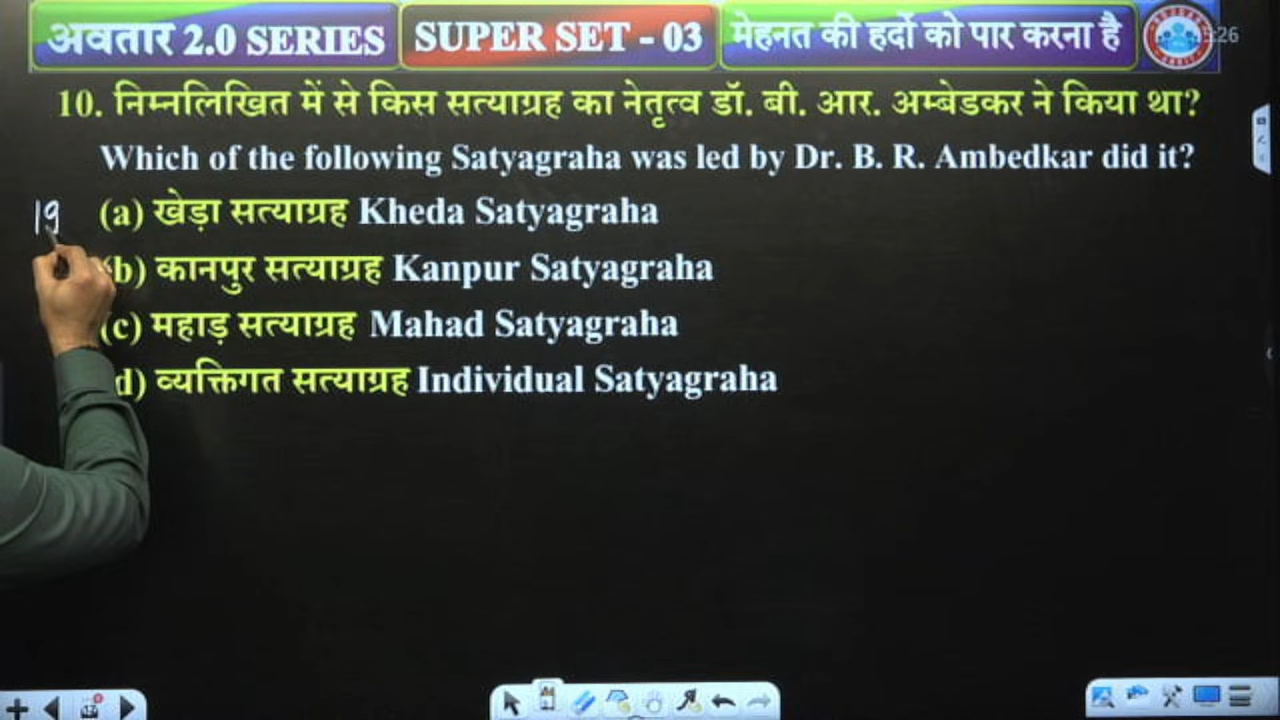 अवतार 2.0 SERIES SUPER SET - 03 मेहनत की हर्दो को पार करना है
10. निम्नलिखित में से किस सत्याग्रह का नेतृत्व डॉ. बी. आर. अम्बेडकर ने किया था?
Which of the following Satyagraha was led by Dr. B. R. Ambedkar did it?
19
(a) खेड़ा सत्याग्रह Kheda Satyagraha
b) कानपुर सत्याग्रह Kanpur Satyagraha
(c) महाड़ सत्याग्रह Mahad Satyagraha
d) व्यक्तिगत सत्याग्रह Individual Satyagraha